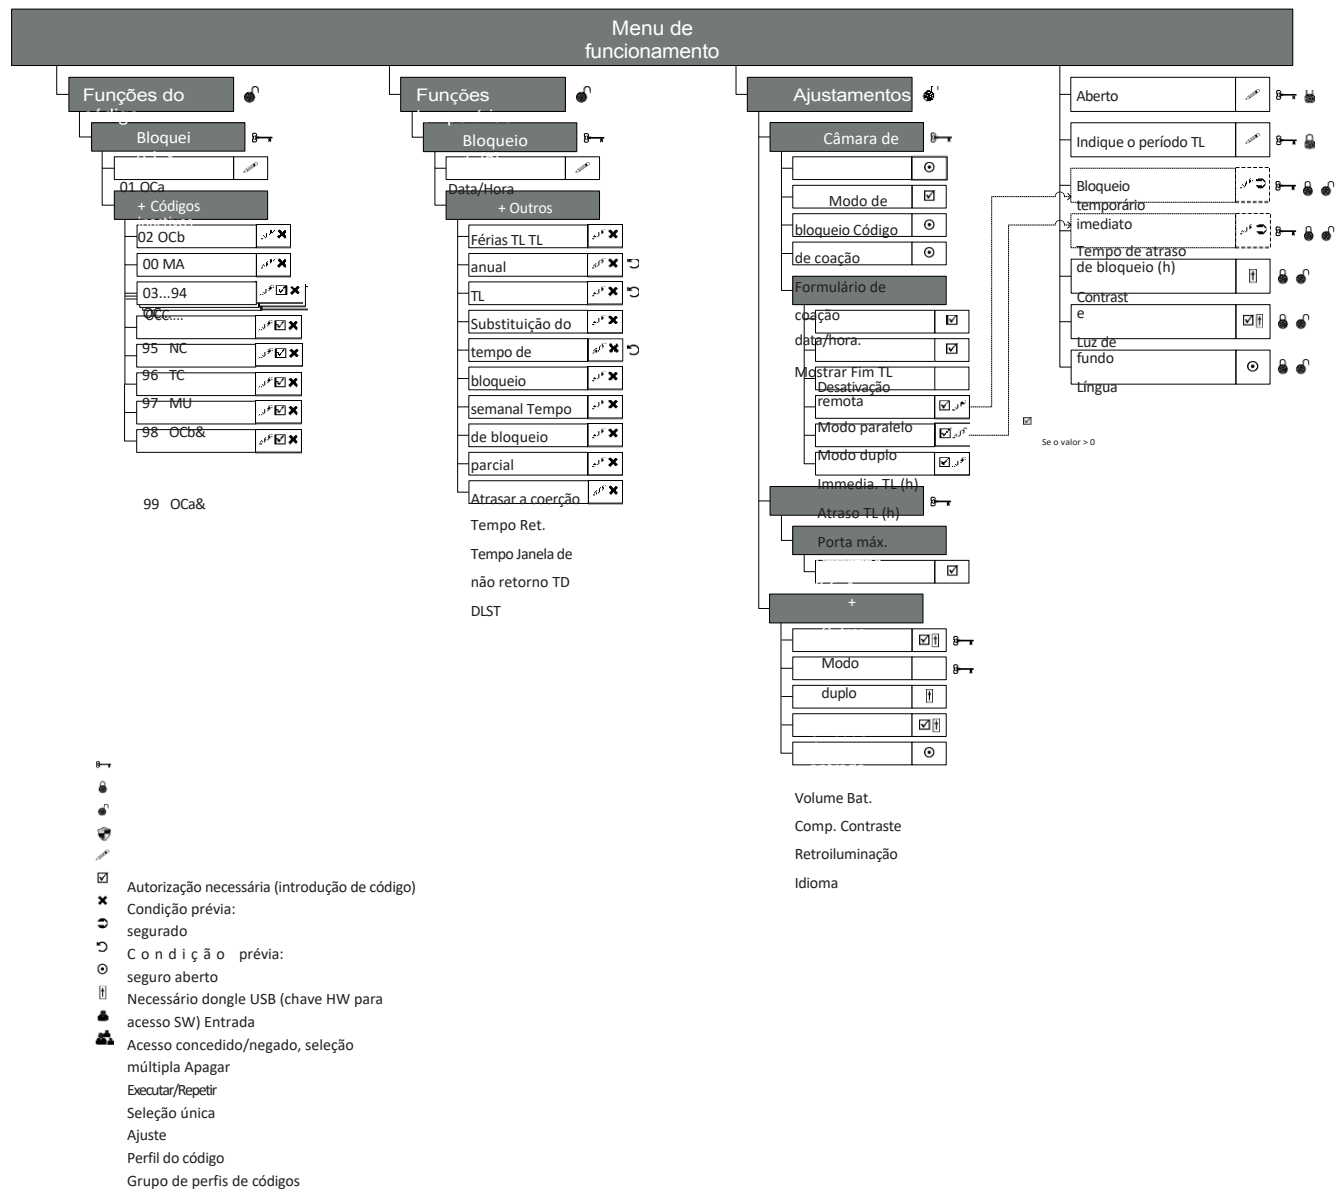 Menu de
funcionamento
Funções do
Bloquei
01 OCa
+ Códigos
02 OCb
00 MA
03...94
95 NC
96 TC
97 MU
98 OCb&
99 OCa&
Funções
Bloqueio
Data/Hora
+ Outros
Férias TL TL
anual
TL
Substituição do
tempo de
bloqueio
semanal Tempo
de bloqueio
parcial
Atrasar a coerção
Tempo Ret.
Tempo Janela de
não retorno TD
DLST
Ajustamentos
Câmara de
Modo de
bloqueio Código
de coação
Formulário de
coação
data/hora.
Mostrar Fim TL
Desativação
remota
Modo paralelo
Modo duplo
Immedia. TL (h)
Atraso TL (h)
Porta máx.
+
Modo
duplo
Volume Bat.
Comp. Contraste
Retroiluminação
Idioma
Aberto
Indique o período TL
Bloqueio
temporário
imediato
Tempo de atraso
de bloqueio (h)
Contrast
e
Luz de
fundo
Língua
Se o valor > 0
Autorização necessária (introdução de código)
Condição prévia:
segurado
Condição prévia:
seguro aberto
Necessário dongle USB (chave HW para
acesso SW) Entrada
Acesso concedido/negado, seleção
múltipla Apagar
Executar/Repetir
Seleção única
Ajuste
Perfil do código
Grupo de perfis de códigos